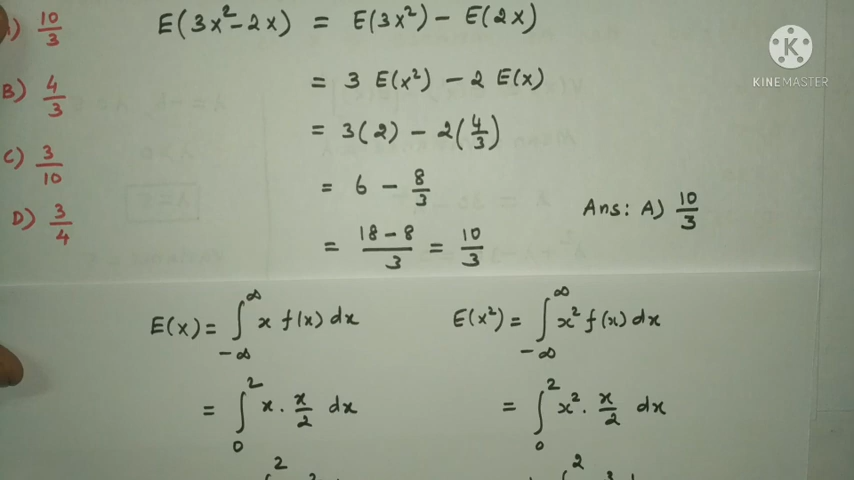 A) 10/3
E(3x²-2x) = E(3x²) - E(2x)
B) 4/3
= 3 E(x²) - 2 E(x)
= 3(2) - 2(4/3)
C) 3/10
= 6 - 8/3
D) 3/4
Ans: A) 10/3
= 18-8/3 = 10/3
E(x) = ∫_{-∞}^{∞} x f(x) dx
E(x²) = ∫_{-∞}^{∞} x² f(x) dx
= ∫_0^2 x · x/2 dx
= ∫_0^2 x² · x/2 dx
K
KINEMASTER